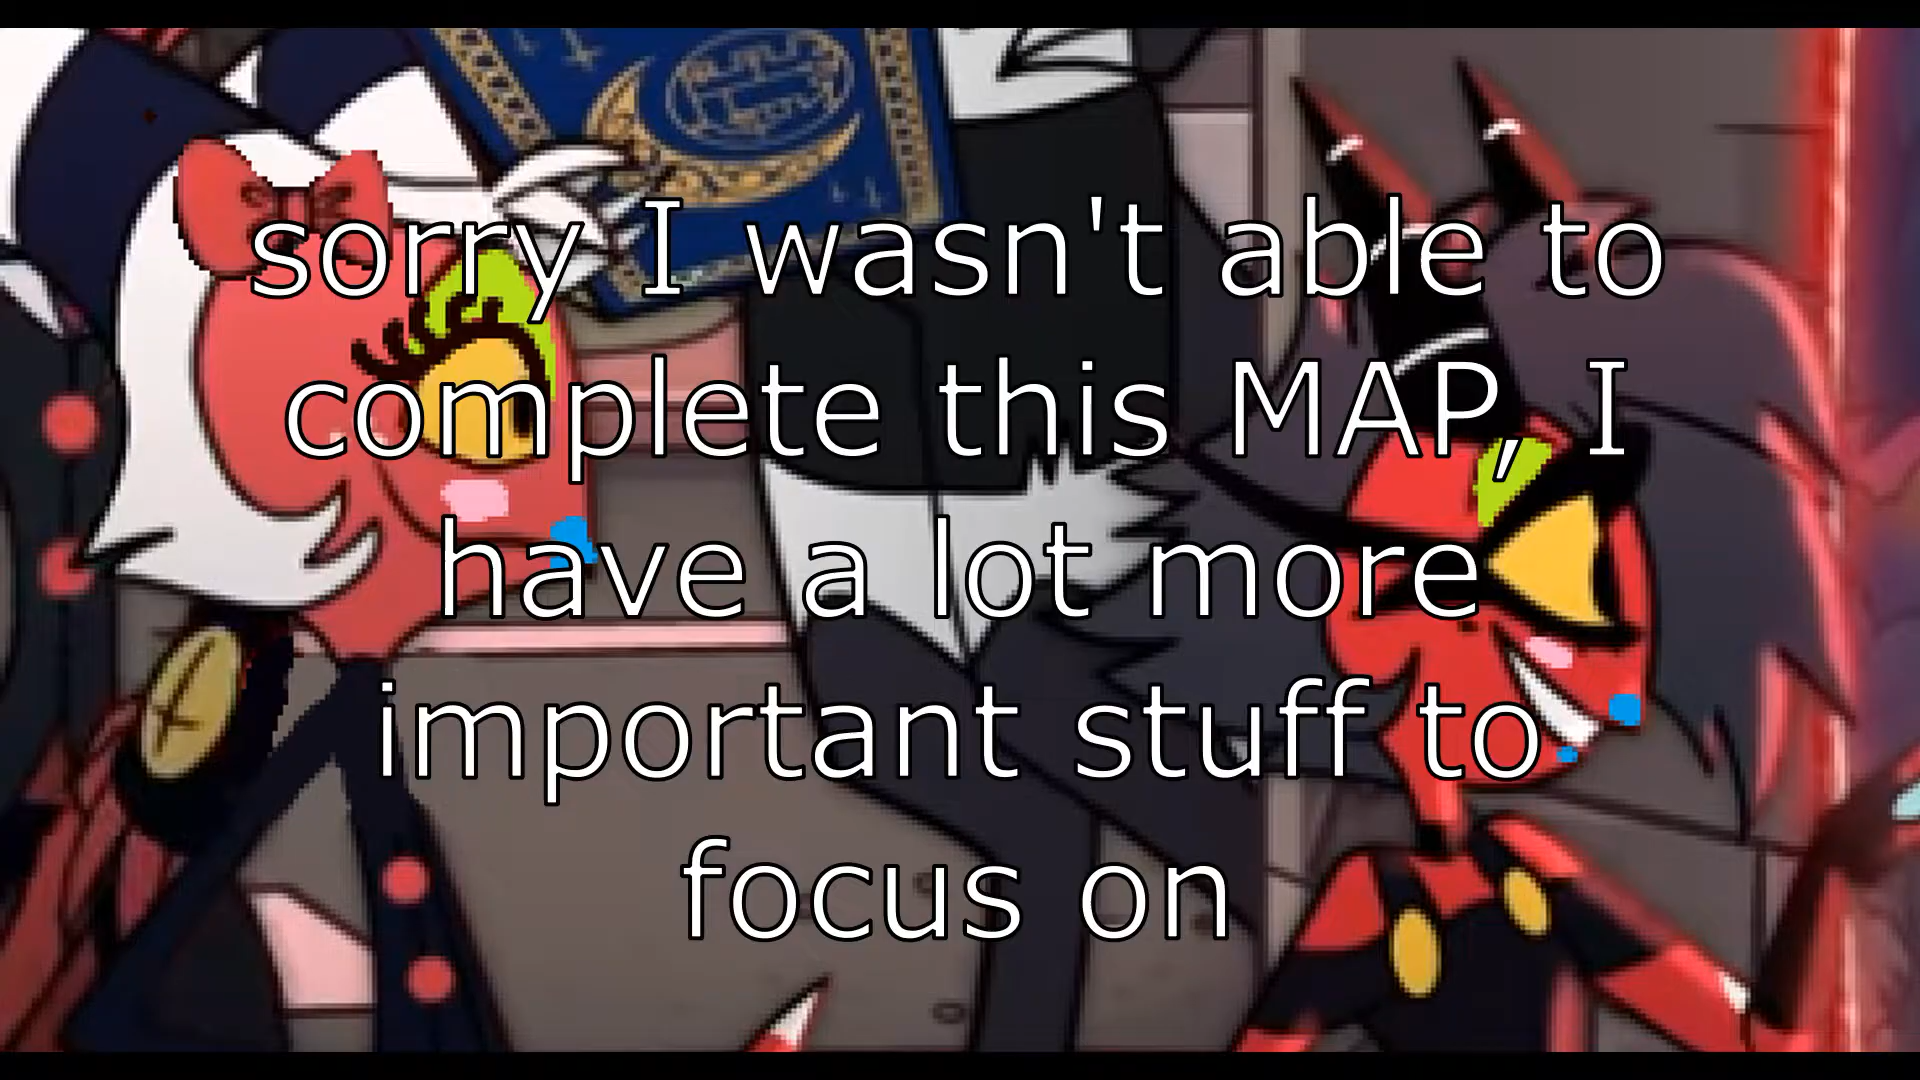 sorry I wasn't able to
complete this MAP, I
have a lot more
important stuff to
focus on